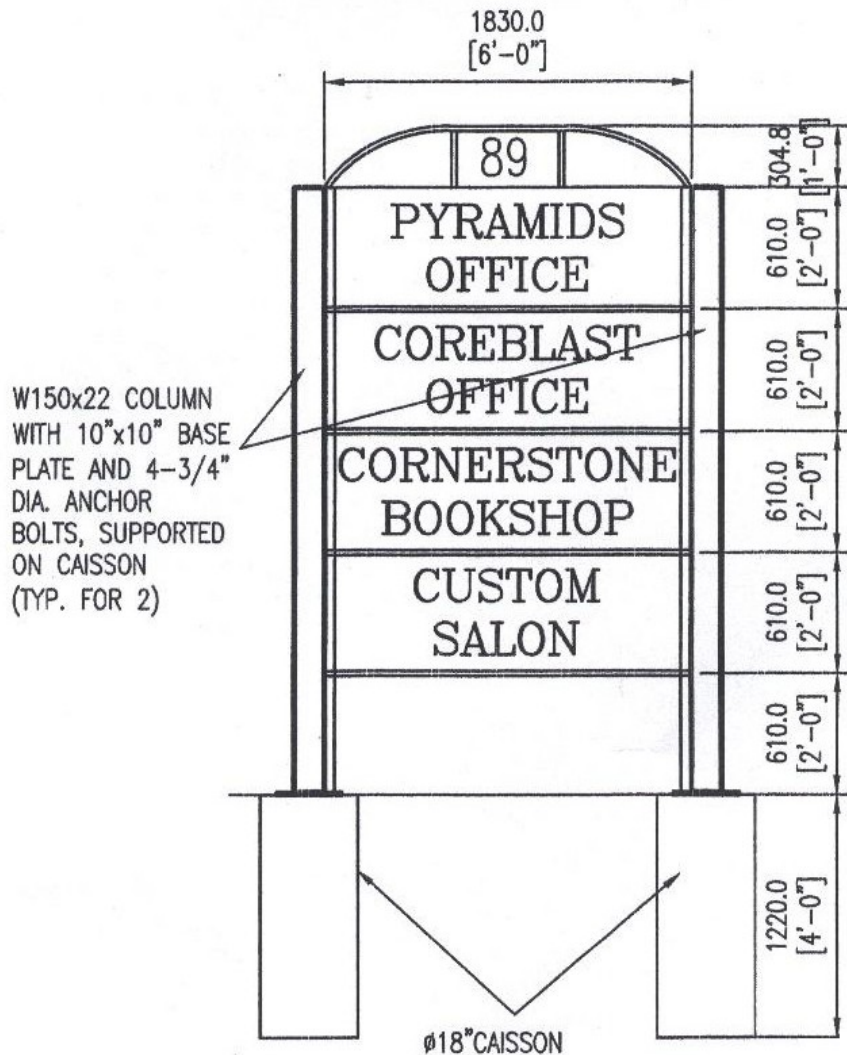 1830.0
[6'-0"]
304.8
[1'-0"]
89
PYRAMIDS
OFFICE
610.0
[2'-0"]
COREBLAST
OFFICE
610.0
[2'-0"]
W150x22 COLUMN
WITH 10"x10" BASE
PLATE AND 4-3/4"
DIA. ANCHOR
BOLTS, SUPPORTED
ON CAISSON
(TYP. FOR 2)
CORNERSTONE
BOOKSHOP
610.0
[2'-0"]
CUSTOM
SALON
610.0
[2'-0"]
610.0
[2'-0"]
1220.0
[4'-0"]
ø18"CAISSON